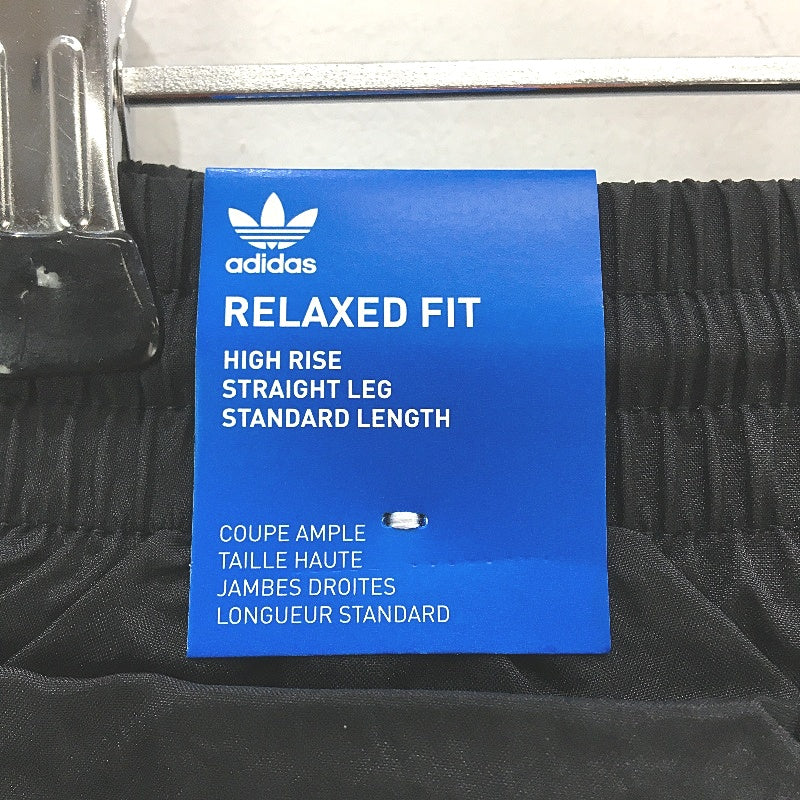 adidas
RELAXED FIT
HIGH RISE
STRAIGHT LEG
STANDARD LENGTH
COUPE AMPLE
TAILLE HAUTE
JAMBES DROITES
LONGUEUR STANDARD